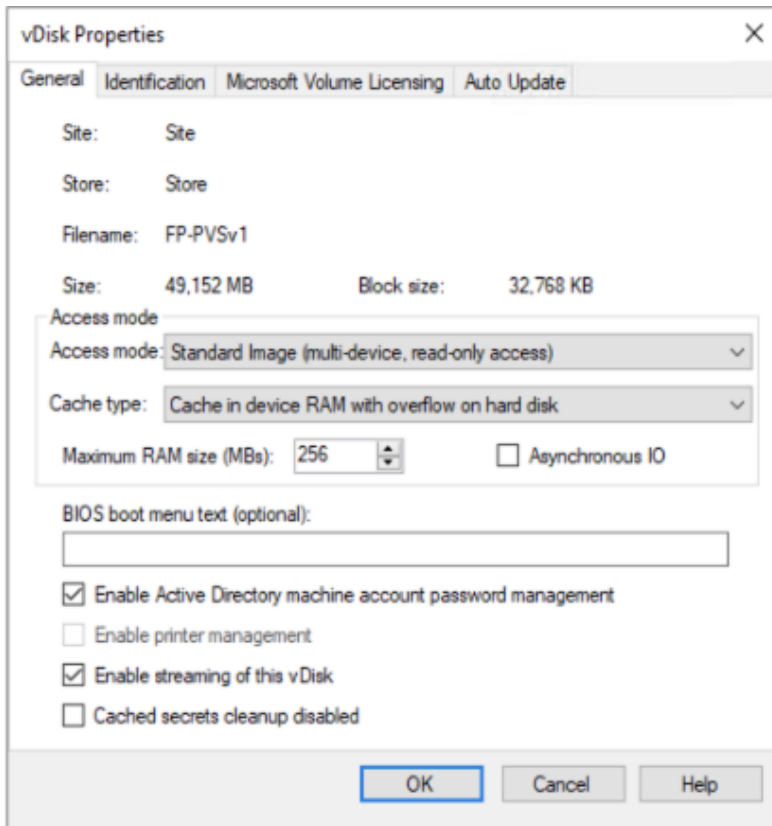 vDisk Properties
General Identification Microsoft Volume Licensing Auto Update
Site: Site
Store: Store
Filename: FP-PVSv1
Size: 49,152 MB Block size: 32,768 KB
Access mode
Access mode: Standard Image (multi-device, read-only access)
Cache type: Cache in device RAM with overflow on hard disk
Maximum RAM size (MBs): 256 Asynchronous IO
BIOS boot menu text (optional):
Enable Active Directory machine account password management
Enable printer management
Enable streaming of this vDisk
Cached secrets cleanup disabled
OK Cancel Help